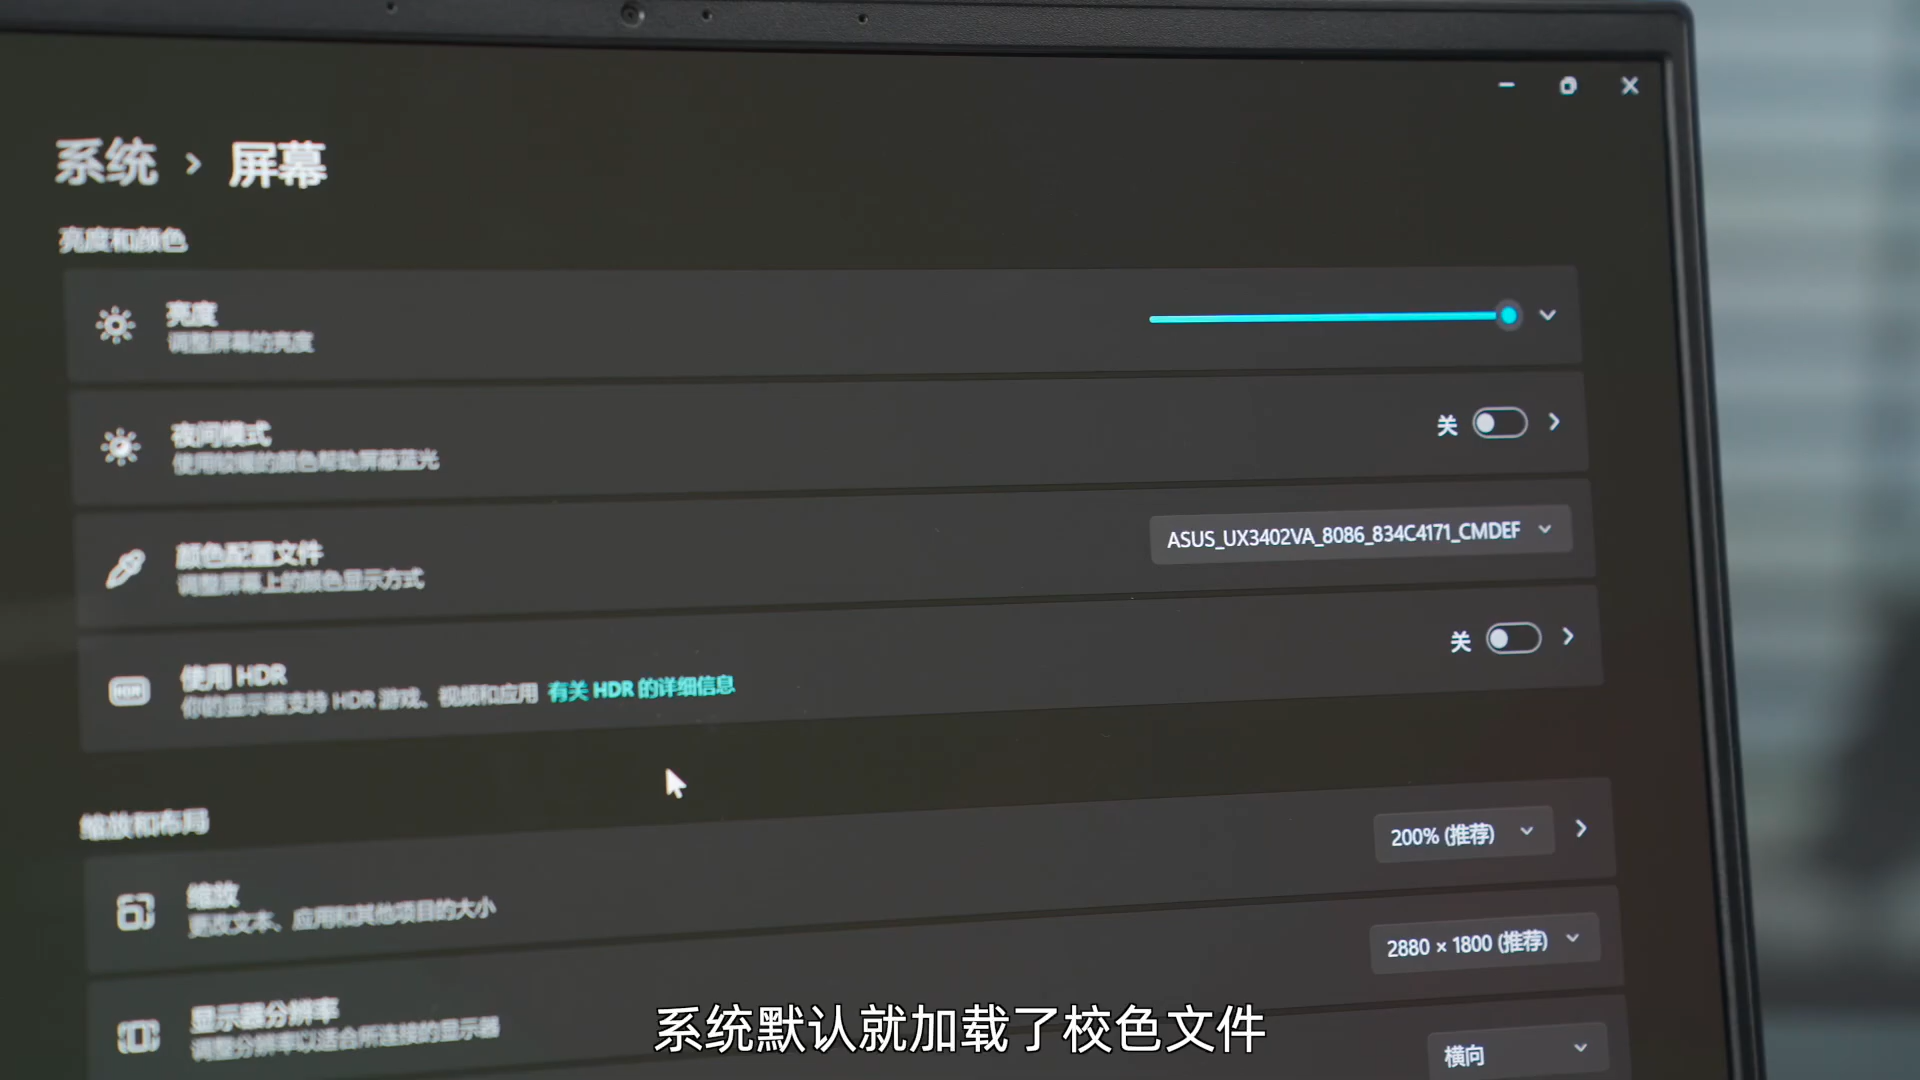 系统 › 屏幕
亮度和颜色
亮度
调整屏幕的亮度
夜间模式
使用较暖的颜色帮助屏蔽蓝光
关
颜色配置文件
调整屏幕上的颜色显示方式
ASUS_UX3402VA_8086_834C4171_CMDEF
使用 HDR
你的显示器支持 HDR 游戏、视频和应用 有关 HDR 的详细信息
关
HDR
缩放和布局
缩放
更改文本、应用和其他项目的大小
200% (推荐)
显示器分辨率
调整分辨率以适合所连接的显示器
2880 × 1800 (推荐)
横向
系统默认就加载了校色文件